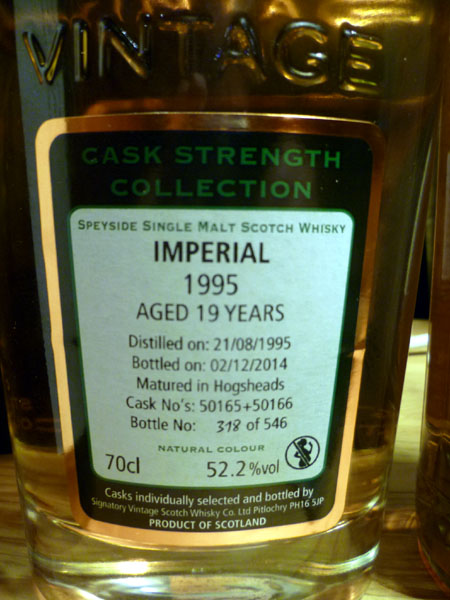 VINTAGE
CASK STRENGTH
COLLECTION
SPEYSIDE SINGLE MALT SCOTCH WHISKY
IMPERIAL
1995
AGED 19 YEARS
Distilled on: 21/08/1995
Bottled on: 02/12/2014
Matured in Hogsheads
Cask No's: 50165+50166
Bottle No: 318 of 546
NATURAL COLOUR
70cl 52.2%vol
Casks individually selected and bottled by
Signatory Vintage Scotch Whisky Co. Ltd Pitlochry PH16 5JP
PRODUCT OF SCOTLAND